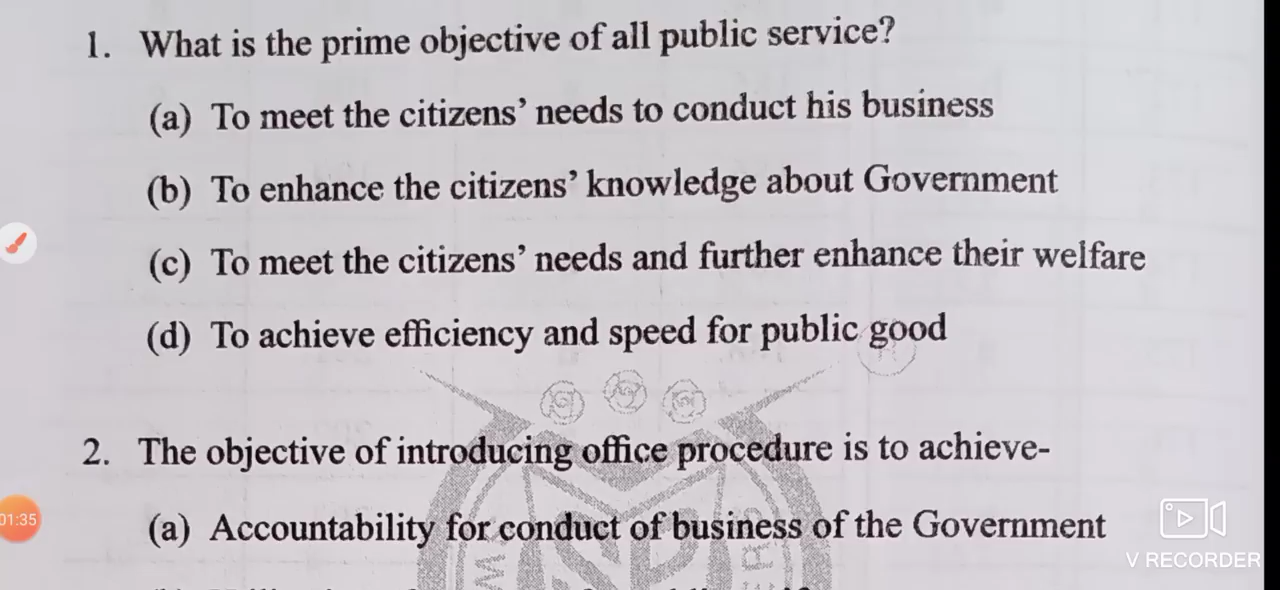 1. What is the prime objective of all public service?
(a) To meet the citizens’ needs to conduct his business
(b) To enhance the citizens’ knowledge about Government
(c) To meet the citizens’ needs and further enhance their welfare
(d) To achieve efficiency and speed for public good
2. The objective of introducing office procedure is to achieve-
01:35
(a) Accountability for conduct of business of the Government
V RECORDER